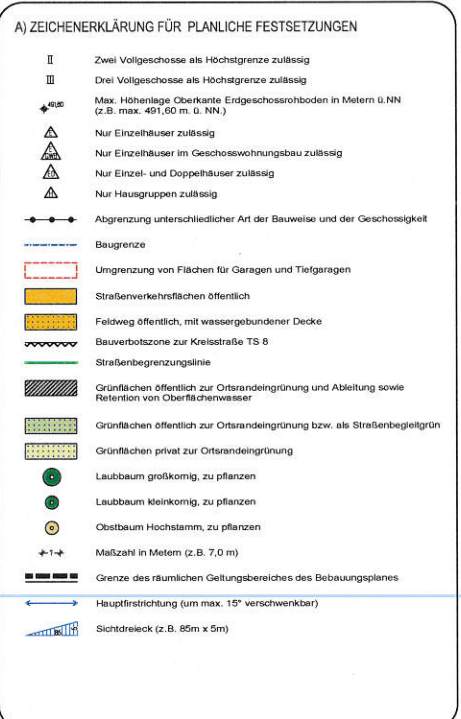 A) ZEICHENERKLÄRUNG FÜR PLANLICHE FESTSETZUNGEN
II Zwei Vollgeschosse als Höchstgrenze zulässig
III Drei Vollgeschosse als Höchstgrenze zulässig
491,60 Max. Höhenlage Oberkante Erdgeschossrohboden in Metern ü.NN
(z.B. max. 491,60 m. ü. NN.)
E Nur Einzelhäuser zulässig
E GWB Nur Einzelhäuser im Geschosswohnungsbau zulässig
ED Nur Einzel- und Doppelhäuser zulässig
H Nur Hausgruppen zulässig
Abgrenzung unterschiedlicher Art der Bauweise und der Geschossigkeit
Baugrenze
Umgrenzung von Flächen für Garagen und Tiefgaragen
Straßenverkehrsflächen öffentlich
Feldweg öffentlich, mit wassergebundener Decke
Bauverbotszone zur Kreisstraße TS 8
Straßenbegrenzungslinie
Grünflächen öffentlich zur Ortsrandeingrünung und Ableitung sowie
Retention von Oberflächenwasser
Grünflächen öffentlich zur Ortsrandeingrünung bzw. als Straßenbegleitgrün
Grünflächen privat zur Ortsrandeingrünung
Laubbaum großkornig, zu pflanzen
Laubbaum kleinkornig, zu pflanzen
Obstbaum Hochstamm, zu pflanzen
7 Maßzahl in Metern (z.B. 7,0 m)
Grenze des räumlichen Geltungsbereiches des Bebauungsplanes
Hauptfirstrichtung (um max. 15° verschwenkbar)
85 5 Sichtdreieck (z.B. 85m x 5m)